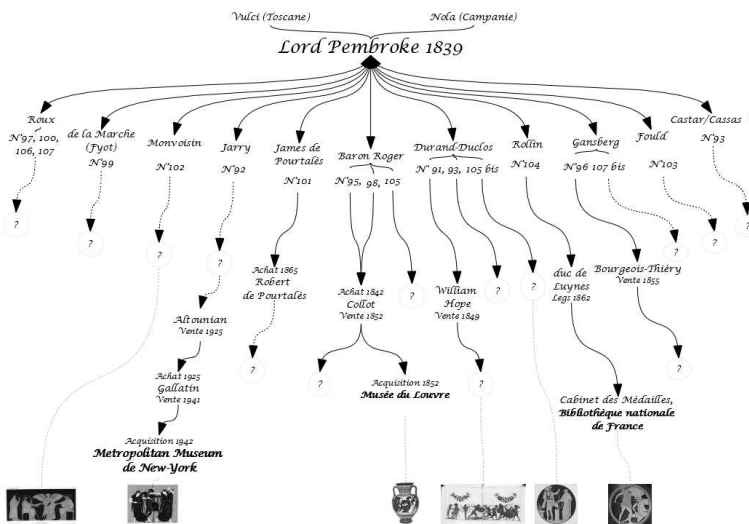 Vulci (Toscane)
Nola (Campanie)
Lord Pembroke 1839
Roux
N°97, 100,
106, 107
de la Marche
(Fyot)
N°99
Monvoisin
N°102
Jarry
N°92
James de
Pourtalès
N°101
Baron Roger
N°95, 98, 105
Durand-Duclos
N° 91, 93, 105 bis
Rollin
N°104
Gansberg
N°96 107 bis
Fould
N°103
Castar/Cassas
N°93
?
?
?
?
Achat 1865
Robert
de Pourtalès
?
Achat 1842
Collot
Vente 1852
?
William
Hope
Vente 1849
?
?
duc de
Luynes
Legs 1862
Bourgeois-Thièry
Vente 1855
?
?
?
Altounian
Vente 1925
?
Achat 1925
Gallatin
Vente 1941
Acquisition 1852
Musée du Louvre
?
?
Cabinet des Médailles,
Bibliothèque nationale
de France
Acquisition 1942
Metropolitan Museum
de New-York